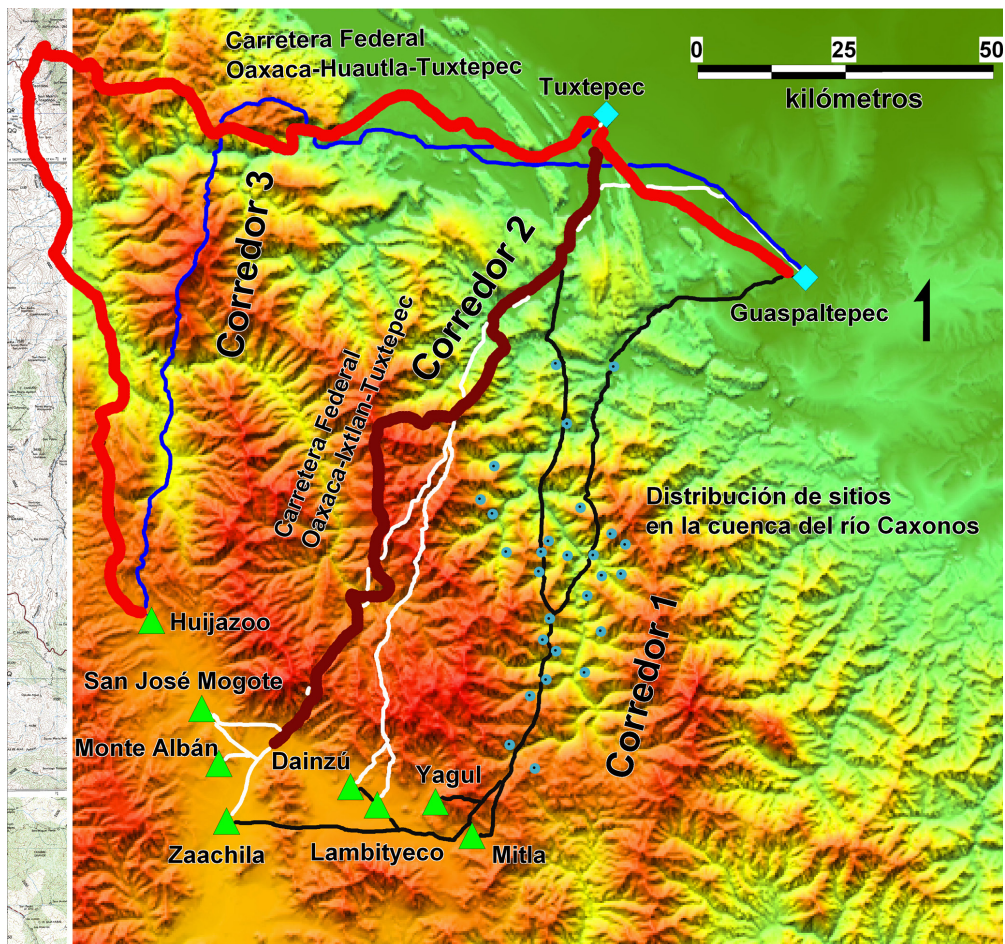 Carretera Federal
Oaxaca-Huautla-Tuxtepec
0 25 50
kilómetros
Tuxtepec
Corredor 3
Corredor 2
Guaspaltepec
Carretera Federal
Oaxaca-Ixtlan-Tuxtepec
Distribución de sitios
en la cuenca del río Caxonos
Corredor 1
Huijazoo
San José Mogote
Monte Albán
Dainzú
Yagul
Zaachila
Lambityeco
Mitla